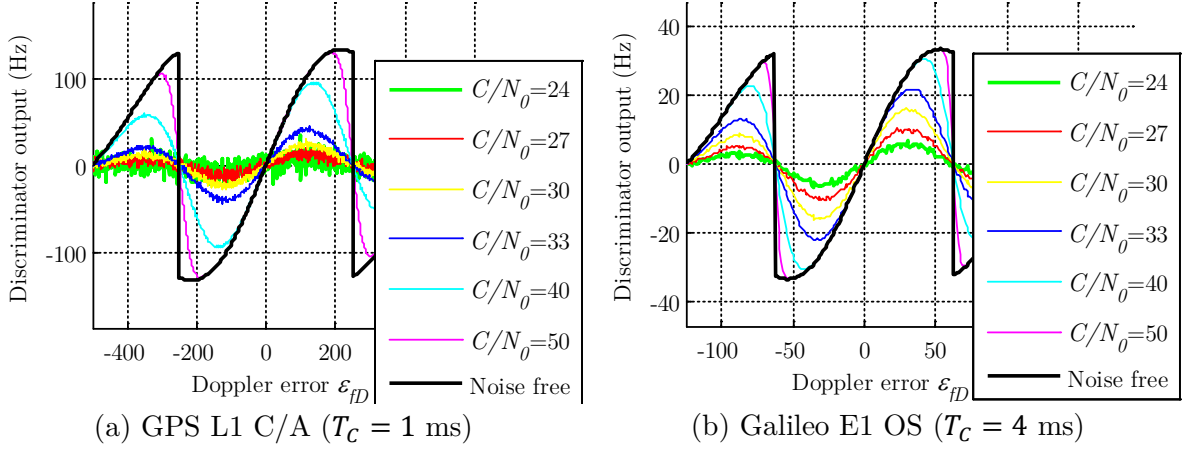 Discriminator output (Hz)
100
0
-100
-400
-200
0
200
Doppler error ε_fD
C/N_0=24
C/N_0=27
C/N_0=30
C/N_0=33
C/N_0=40
C/N_0=50
Noise free
(a) GPS L1 C/A (T_C = 1 ms)
Discriminator output (Hz)
40
20
0
-20
-40
-100
-50
0
50
Doppler error ε_fD
C/N_0=24
C/N_0=27
C/N_0=30
C/N_0=33
C/N_0=40
C/N_0=50
Noise free
(b) Galileo E1 OS (T_C = 4 ms)